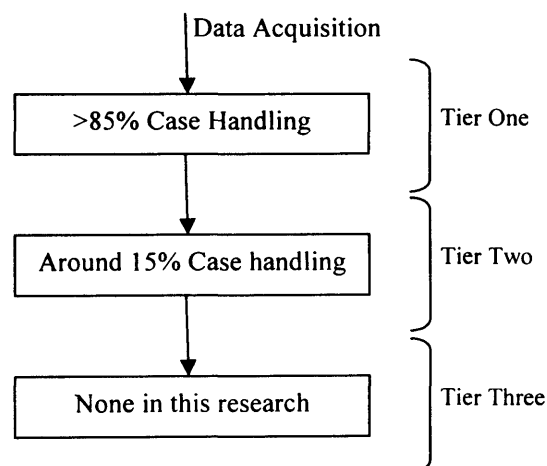 Data Acquisition
>85% Case Handling
Tier One
Around 15% Case handling
Tier Two
None in this research
Tier Three